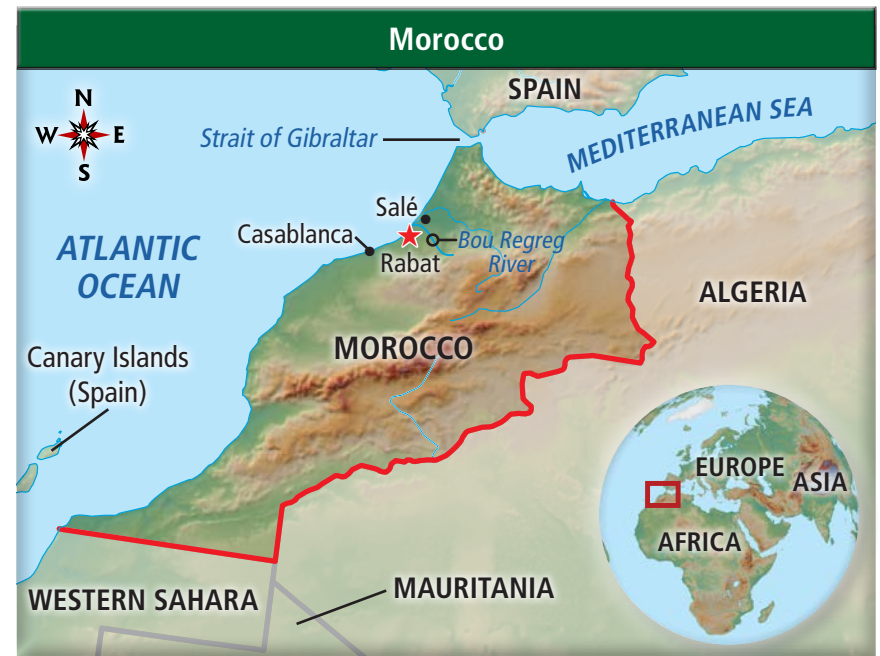 Morocco
N
W
E
S
SPAIN
Strait of Gibraltar
MEDITERRANEAN SEA
Salé
Casablanca
Bou Regreg
River
Rabat
ATLANTIC
OCEAN
ALGERIA
MOROCCO
Canary Islands
(Spain)
EUROPE
ASIA
AFRICA
WESTERN SAHARA
MAURITANIA